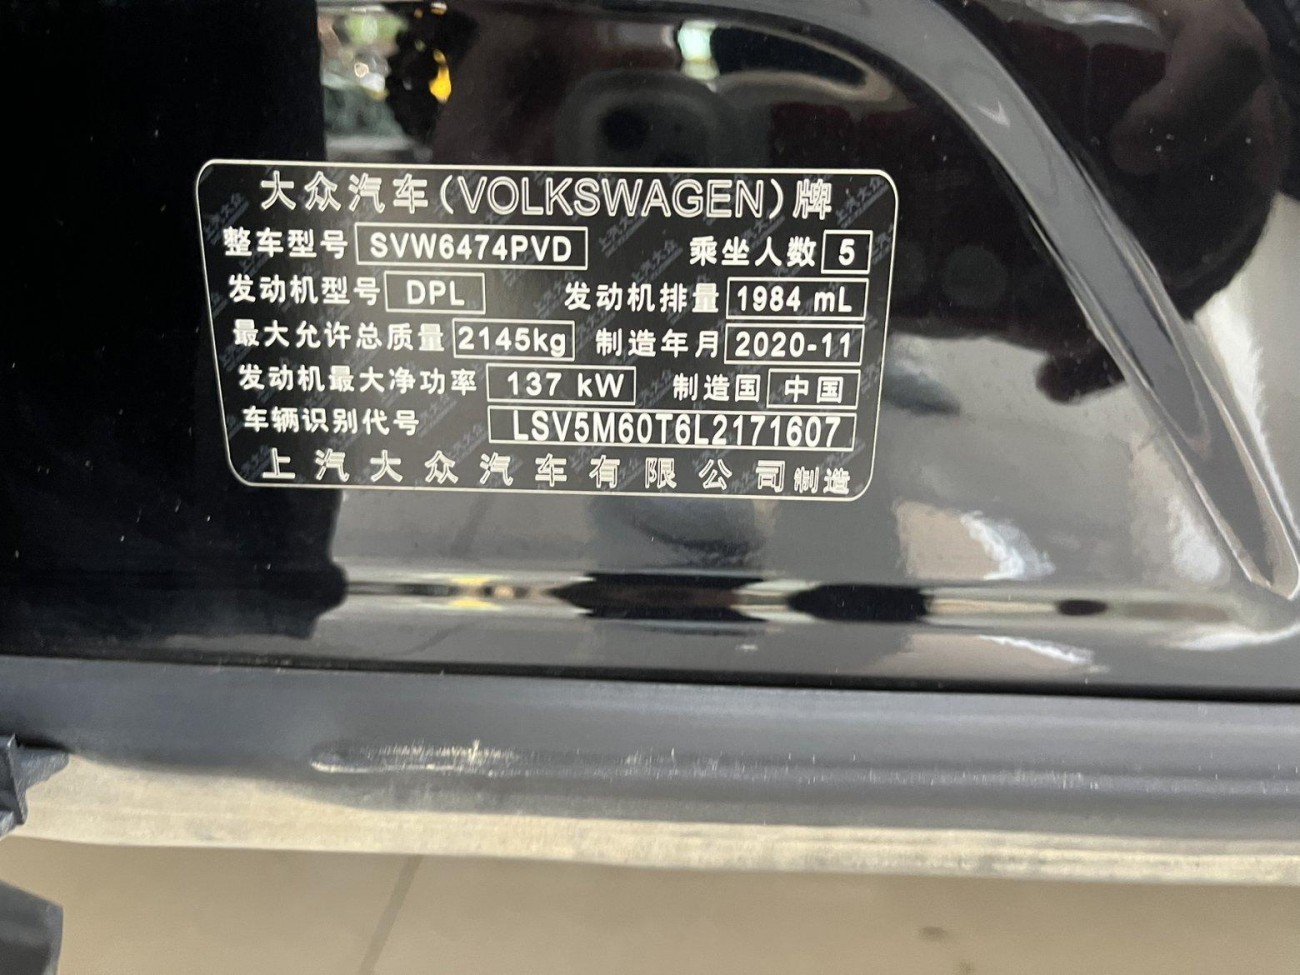 大众汽车(VOLKSWAGEN)牌
整车型号 SVW6474PVD 乘坐人数 5
发动机型号 DPL 发动机排量 1984 mL
最大允许总质量 2145kg 制造年月 2020-11
发动机最大净功率 137 kW 制造国 中国
车辆识别代号 LSV5M60T6L2171607
上汽大众汽车有限公司制造